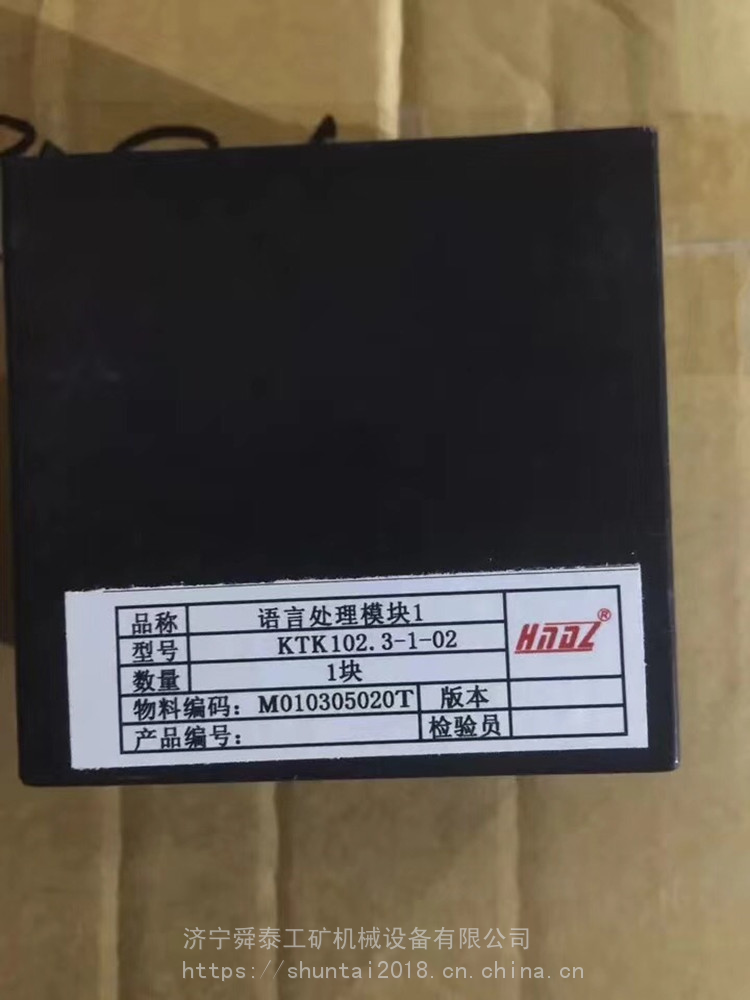 品称 语言处理模块1
型号 KTK102.3-1-02
数量 1块
物料编码: M010305020T 版本
产品编号: 检验员
HNDL®
济宁舜泰工矿机械设备有限公司
https://shuntai2018.cn.china.cn